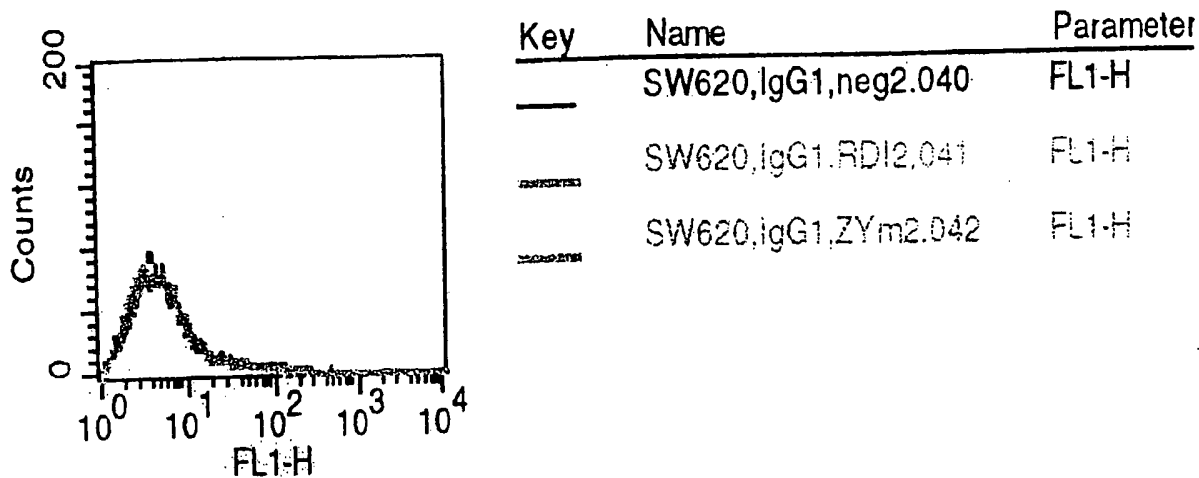 200
Counts
0
10^0 10^1 10^2 10^3 10^4
FL1-H
Key Name Parameter
SW620,IgG1,neg2.040 FL1-H
SW620,IgG1.RDI2,041 FL1-H
SW620,IgG1,ZYm2.042 FL1-H